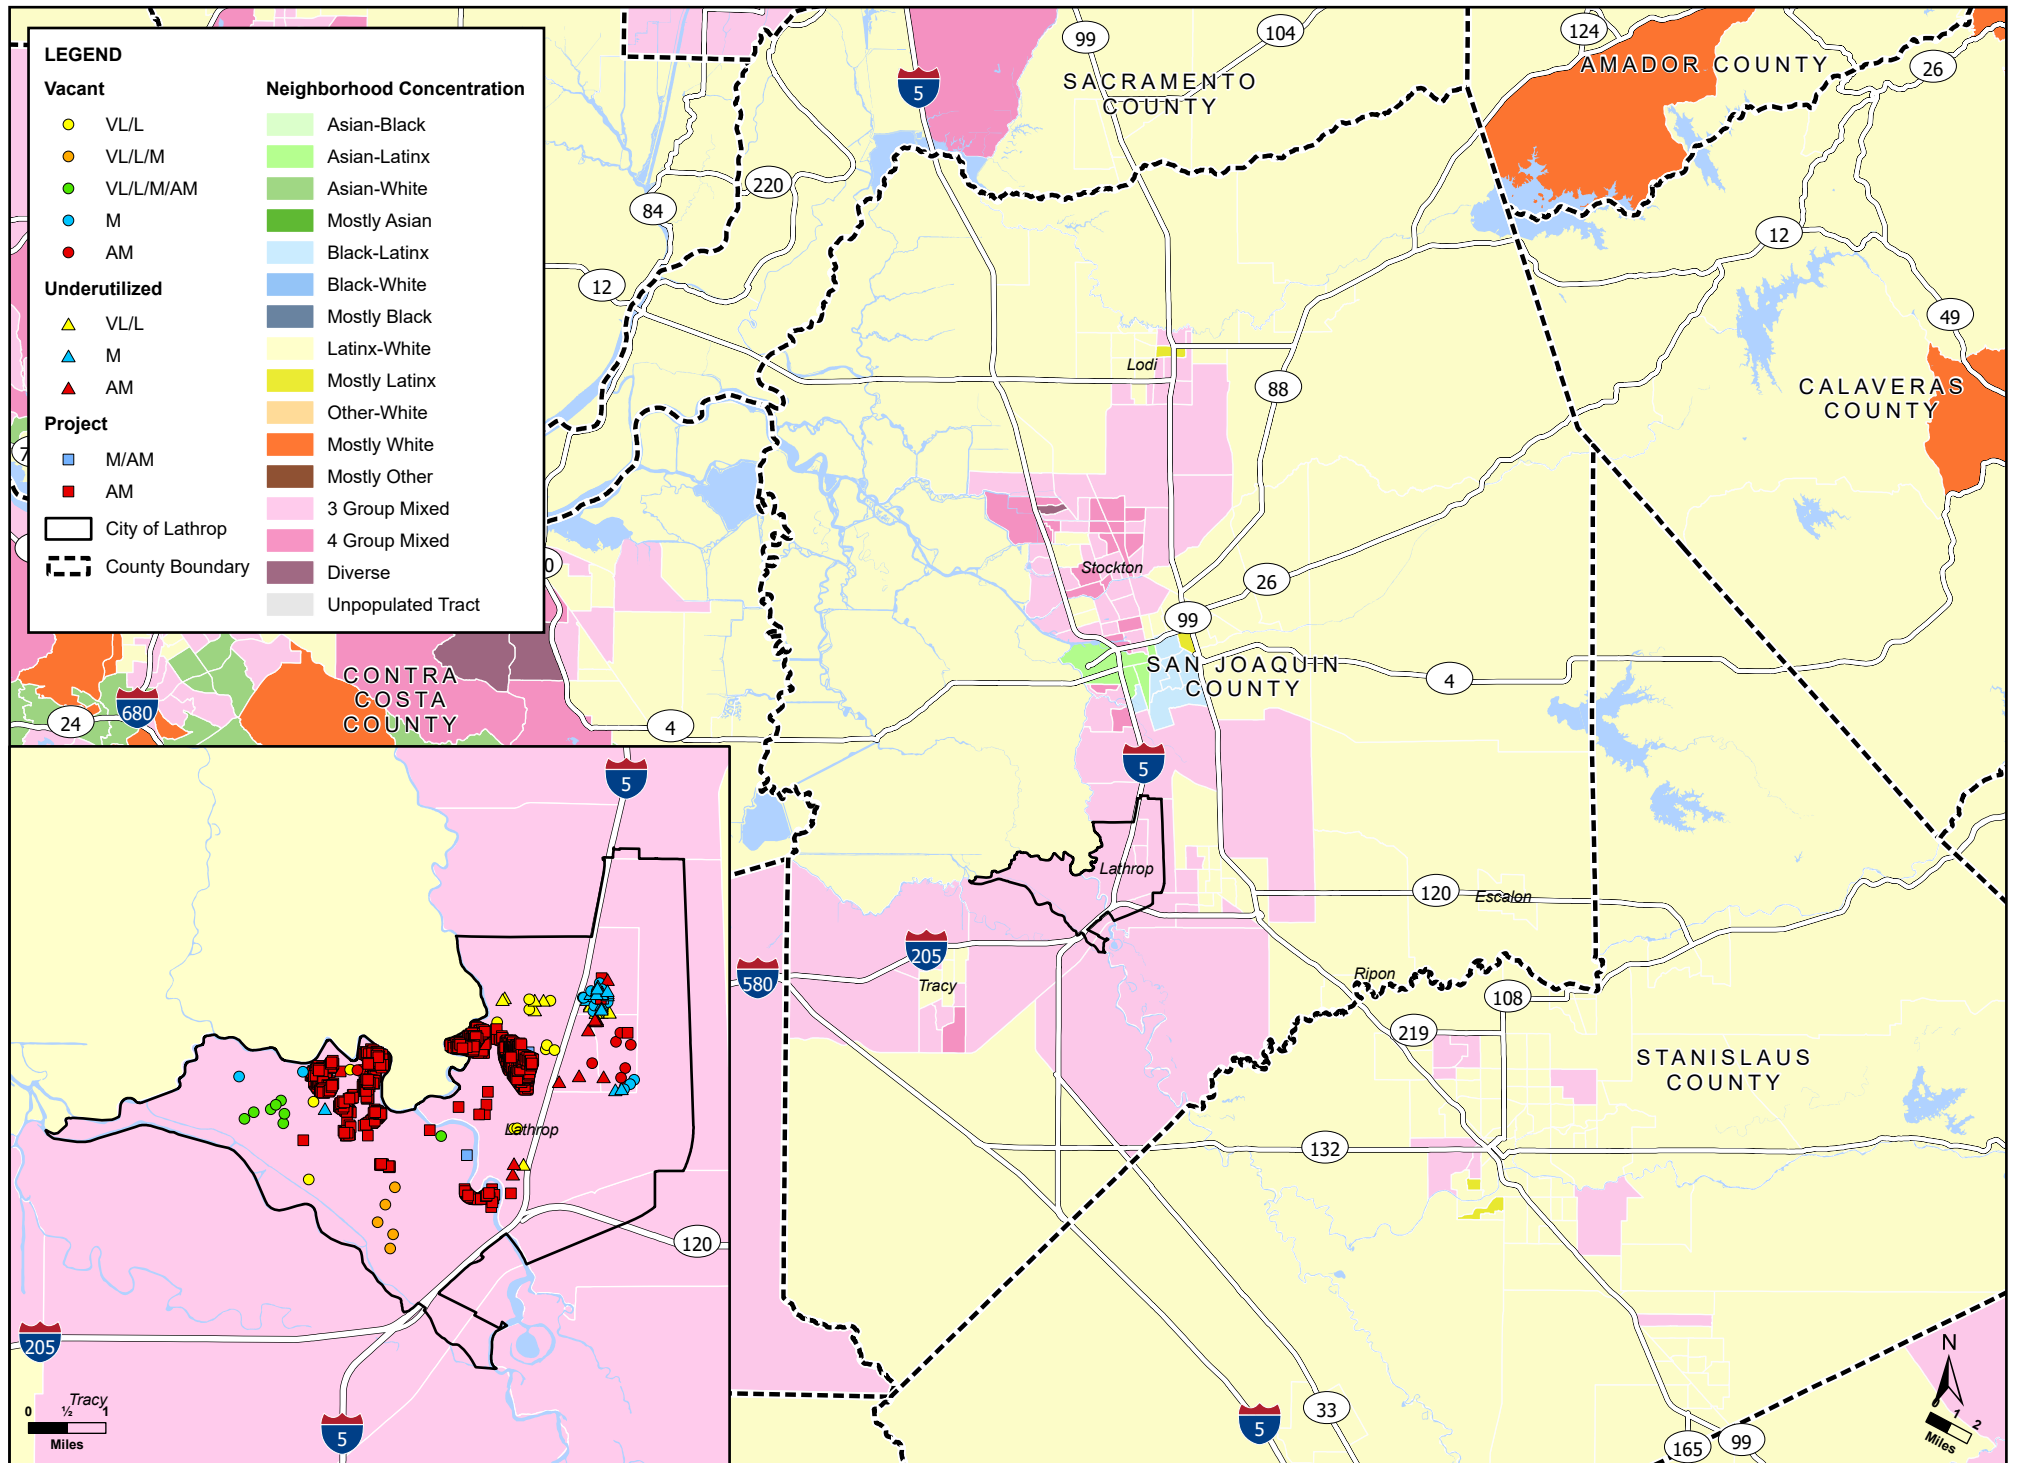 LEGEND
Vacant
VL/L
VL/L/M
VL/L/M/AM
M
AM
Underutilized
VL/L
M
AM
Project
M/AM
AM
City of Lathrop
County Boundary
Neighborhood Concentration
Asian-Black
Asian-Latinx
Asian-White
Mostly Asian
Black-Latinx
Black-White
Mostly Black
Latinx-White
Mostly Latinx
Other-White
Mostly White
Mostly Other
3 Group Mixed
4 Group Mixed
Diverse
Unpopulated Tract
5
99
104
124
26
SACRAMENTO
COUNTY
AMADOR COUNTY
220
84
12
12
49
Lodi
88
CALAVERAS
COUNTY
Stockton
26
99
SAN JOAQUIN
COUNTY
4
CONTRA
COSTA
COUNTY
680
24
4
5
Lathrop
120
Escalon
205
Tracy
580
Ripon
108
219
STANISLAUS
COUNTY
132
33
5
165
99
N
0 1 2
Miles
5
Lathrop
120
205
Tracy
0 ½ 1
Miles
5